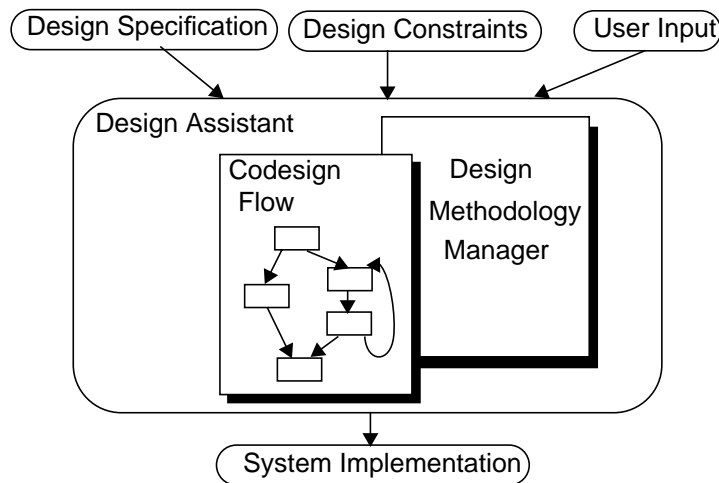 Design Specification
Design Constraints
User Input
Design Assistant
Codesign
Flow
Design
Methodology
Manager
System Implementation